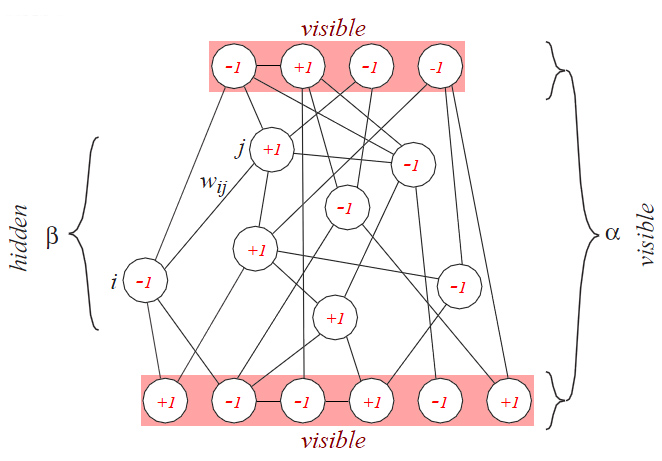 visible
-1 +1 -1 -1
j +1 -1
w_ij
-1
hidden β +1 α visible
i -1 -1
+1
+1 -1 -1 +1 -1 +1
visible